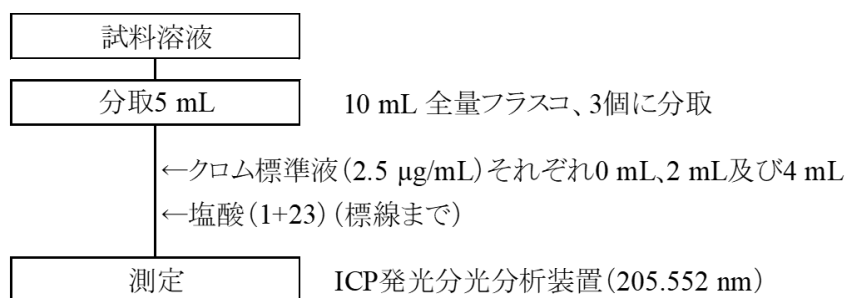 試料溶液
分取5 mL
10 mL 全量フラスコ、3個に分取
←クロム標準液(2.5 μg/mL)それぞれ0 mL、2 mL及び4 mL
←塩酸(1+23) (標線まで)
測定
ICP発光分光分析装置(205.552 nm)